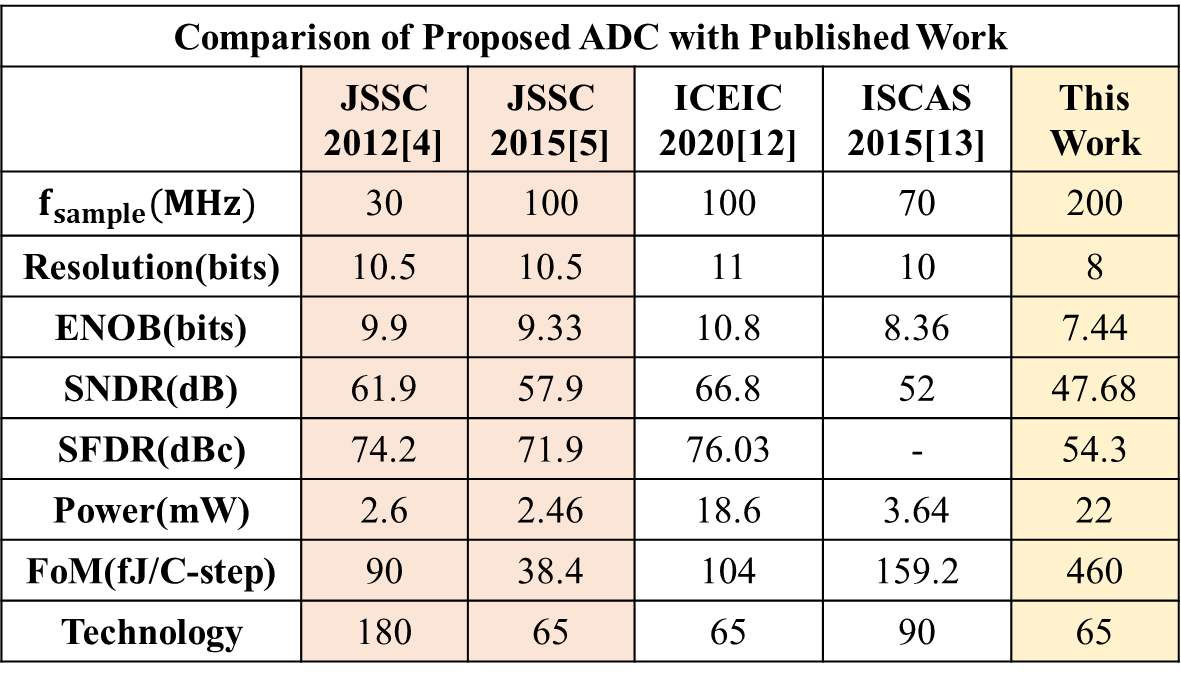 Comparison of Proposed ADC with Published Work
JSSC 2012[4] JSSC 2015[5] ICEIC 2020[12] ISCAS 2015[13] This Work
fsample(MHz) 30 100 100 70 200
Resolution(bits) 10.5 10.5 11 10 8
ENOB(bits) 9.9 9.33 10.8 8.36 7.44
SNDR(dB) 61.9 57.9 66.8 52 47.68
SFDR(dBc) 74.2 71.9 76.03 - 54.3
Power(mW) 2.6 2.46 18.6 3.64 22
FoM(fJ/C-step) 90 38.4 104 159.2 460
Technology 180 65 65 90 65